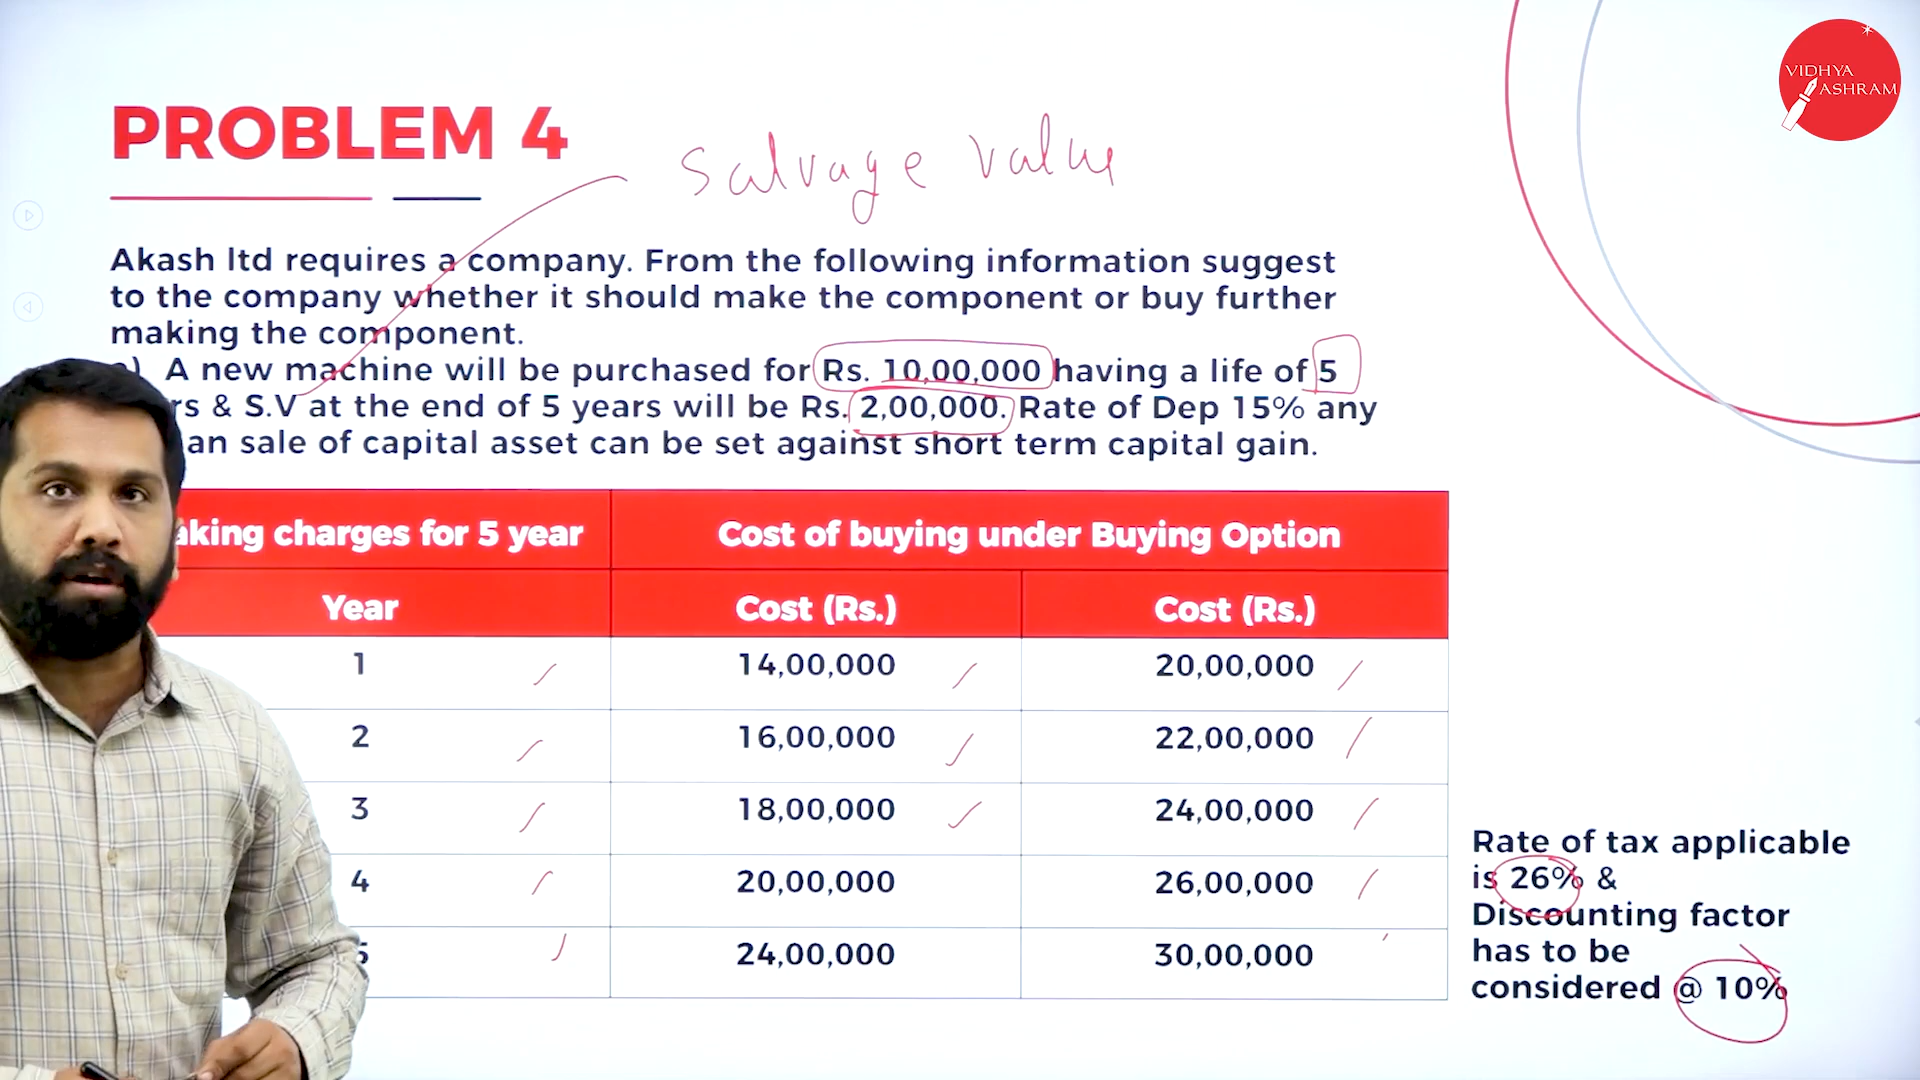 VIDHYA
ASHRAM
PROBLEM 4
Salvage value
Akash ltd requires a company. From the following information suggest
to the company whether it should make the component or buy further
making the component.
A new machine will be purchased for Rs. 10,00,000 having a life of 5
& S.V at the end of 5 years will be Rs. 2,00,000. Rate of Dep 15% any
an sale of capital asset can be set against short term capital gain.
charges for 5 year Cost of buying under Buying Option
Year Cost (Rs.) Cost (Rs.)
1 14,00,000 20,00,000
2 16,00,000 22,00,000
3 18,00,000 24,00,000
4 20,00,000 26,00,000
5 24,00,000 30,00,000
Rate of tax applicable
is 26% &
Discounting factor
has to be
considered @ 10%